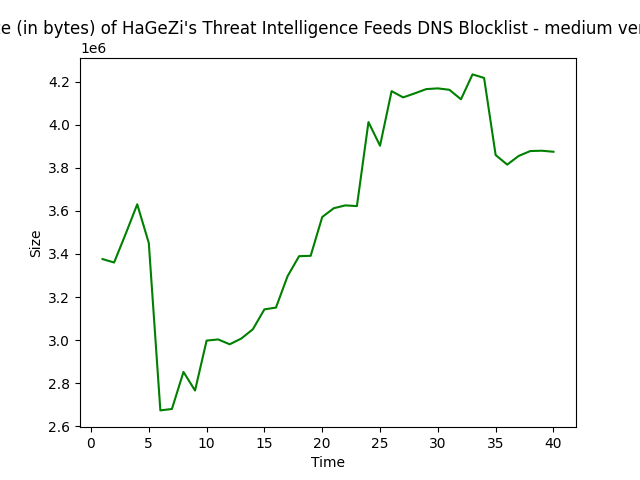 e (in bytes) of HaGeZi's Threat Intelligence Feeds DNS Blocklist - medium ver
1e6
4.2
4.0
3.8
3.6
3.4
3.2
3.0
2.8
2.6
Size
0 5 10 15 20 25 30 35 40
Time